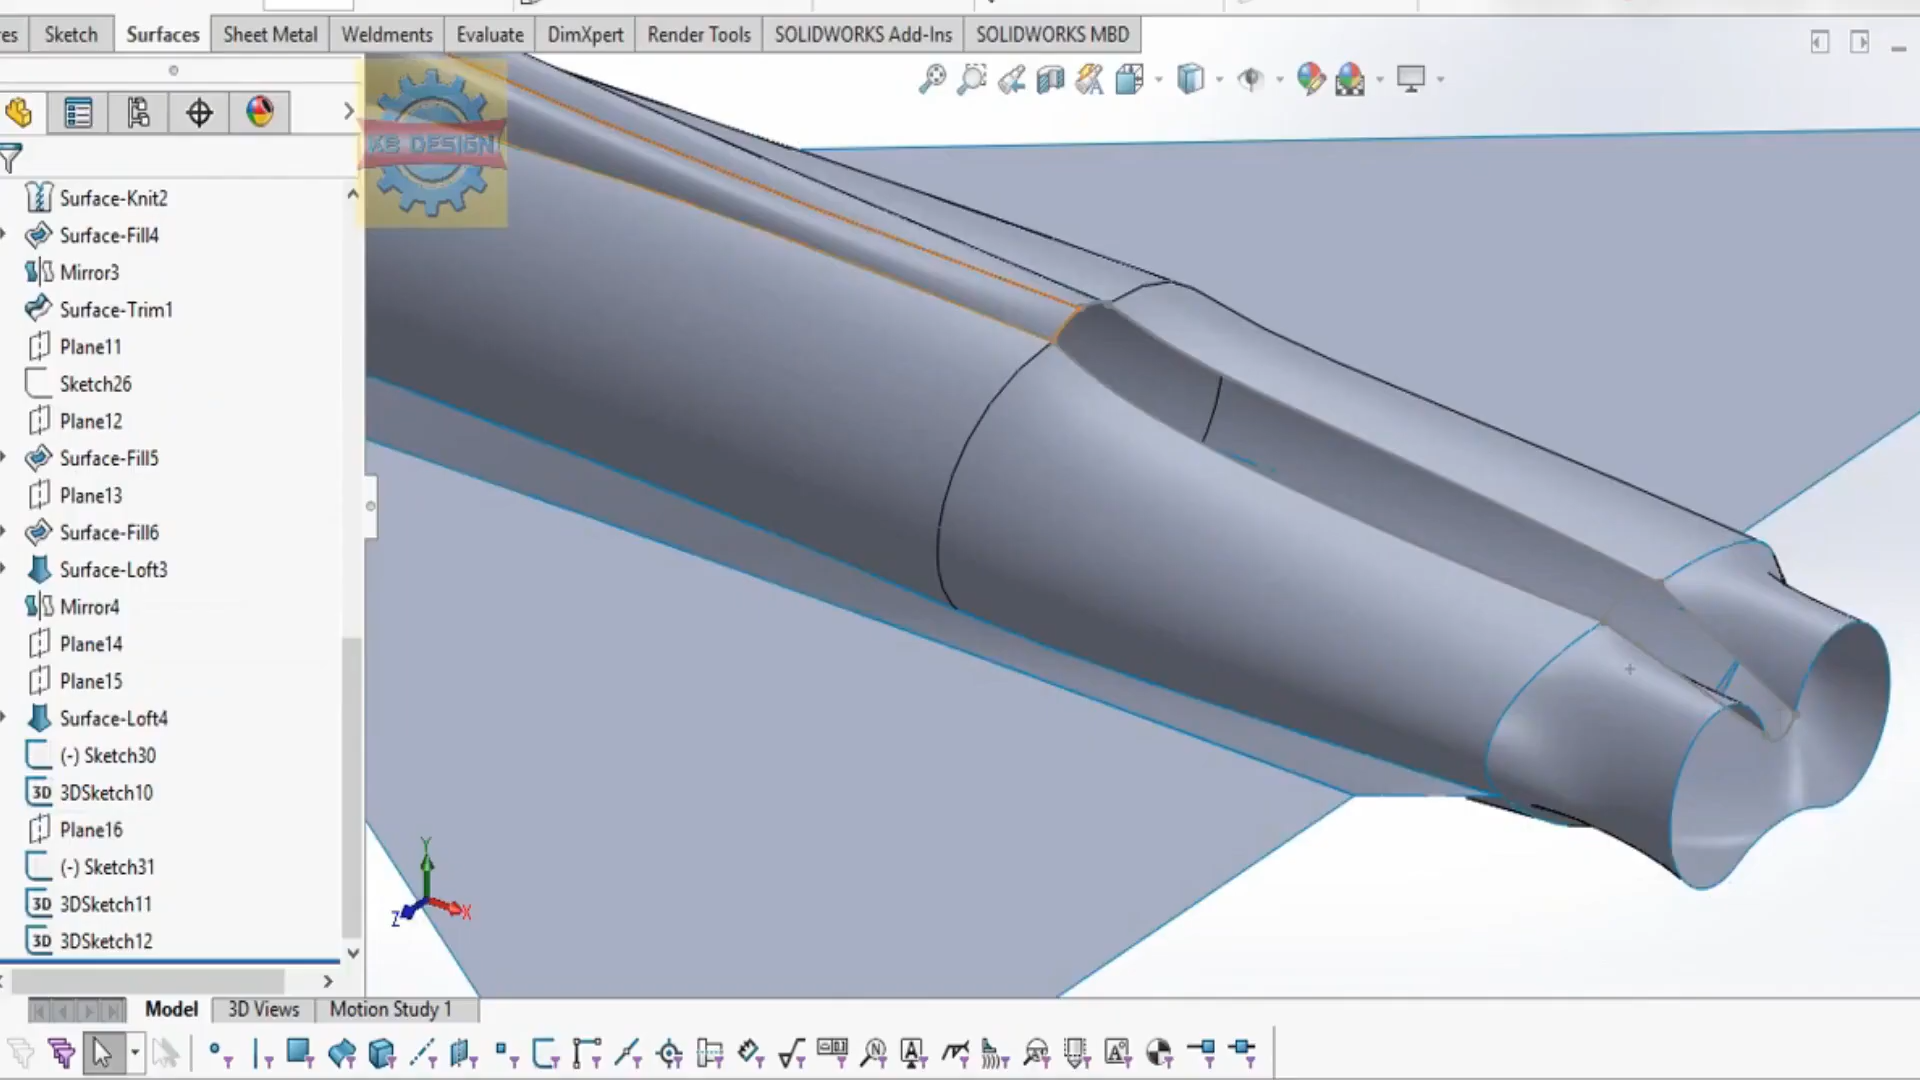 es Sketch Surfaces Sheet Metal Weldments Evaluate DimXpert Render Tools SOLIDWORKS Add-Ins SOLIDWORKS MBD
KB DESIGN
Surface-Knit2
Surface-Fill4
Mirror3
Surface-Trim1
Plane11
Sketch26
Plane12
Surface-Fill5
Plane13
Surface-Fill6
Surface-Loft3
Mirror4
Plane14
Plane15
Surface-Loft4
(-) Sketch30
3D 3DSketch10
Plane16
(-) Sketch31
3D 3DSketch11
3D 3DSketch12
Y
Z X
Model 3D Views Motion Study 1